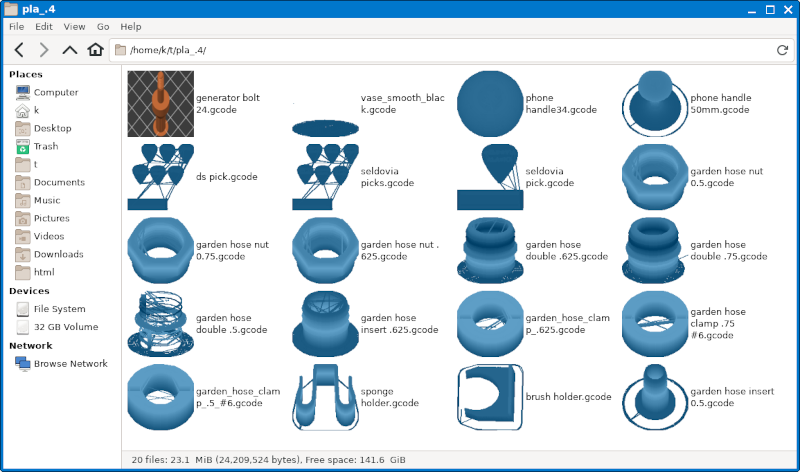 pla_.4
File Edit View Go Help
/home/k/t/pla_.4/
Places
Computer
k
Desktop
Trash
t
Documents
Music
Pictures
Videos
Downloads
html
Devices
File System
32 GB Volume
Network
Browse Network
generator bolt
24.gcode
vase_smooth_blac
k.gcode
phone
handle34.gcode
phone handle
50mm.gcode
ds pick.gcode
seldovia
picks.gcode
seldovia
pick.gcode
garden hose nut
0.5.gcode
garden hose nut
0.75.gcode
garden hose nut .
625.gcode
garden hose
double .625.gcode
garden hose
double .75.gcode
garden hose
double .5.gcode
garden hose
insert .625.gcode
garden_hose_clam
p_.625.gcode
garden hose
clamp .75
#6.gcode
garden_hose_clam
p_.5_#6.gcode
sponge
holder.gcode
brush holder.gcode
garden hose insert
0.5.gcode
20 files: 23.1  MiB (24,209,524 bytes), Free space: 141.6  GiB